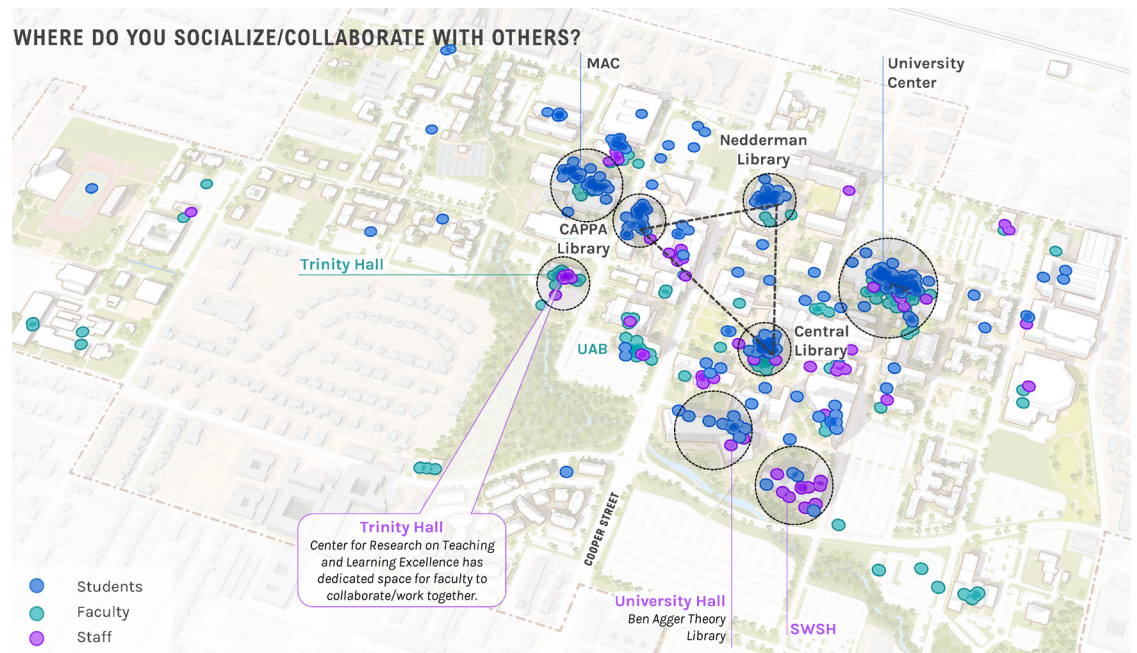 WHERE DO YOU SOCIALIZE/COLLABORATE WITH OTHERS?
MAC
University
Center
Nedderman
Library
CAPPA
Library
Trinity Hall
Central
Library
UAB
Trinity Hall
Center for Research on Teaching
and Learning Excellence has
dedicated space for faculty to
collaborate/work together.
COOPER STREET
University Hall
Ben Agger Theory
Library
SWSH
Students
Faculty
Staff